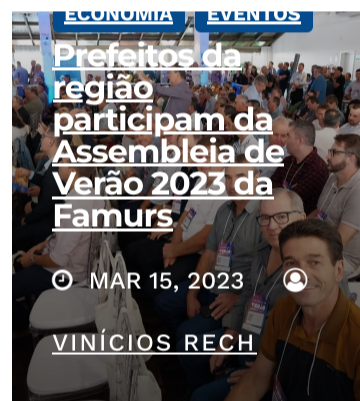 ECONOMIA EVENTOS
Prefeitos da
região
participam da
Assembleia de
Verão 2023 da
Famurs
MAR 15, 2023
VINÍCIOS RECH